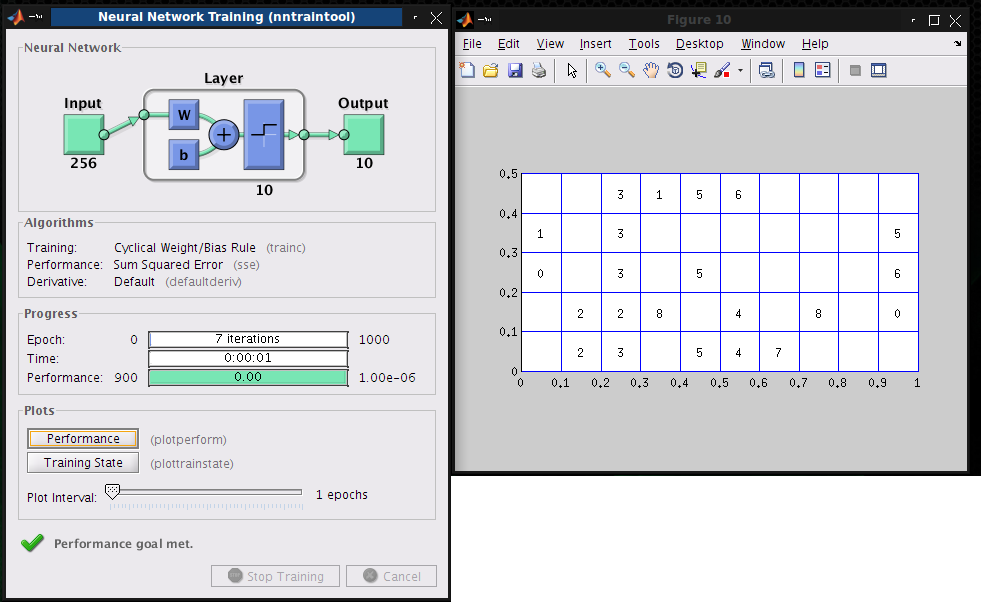 Neural Network Training (nntraintool)
Neural Network
Layer
Input
Output
W
b
256
10
10
Algorithms
Training: Cyclical Weight/Bias Rule (trainc)
Performance: Sum Squared Error (sse)
Derivative: Default (defaultderiv)
Progress
Epoch: 0 7 iterations 1000
Time: 0:00:01
Performance: 900 0.00 1.00e-06
Plots
Performance (plotperform)
Training State (plottrainstate)
Plot Interval: 1 epochs
Performance goal met.
Stop Training Cancel
Figure 10
File Edit View Insert Tools Desktop Window Help
0.5
3 1 5 6
0.4
1 3 5
0.3
0 3 5 6
0.2
2 2 8 4 8 0
0.1
2 3 5 4 7
0
0 0.1 0.2 0.3 0.4 0.5 0.6 0.7 0.8 0.9 1